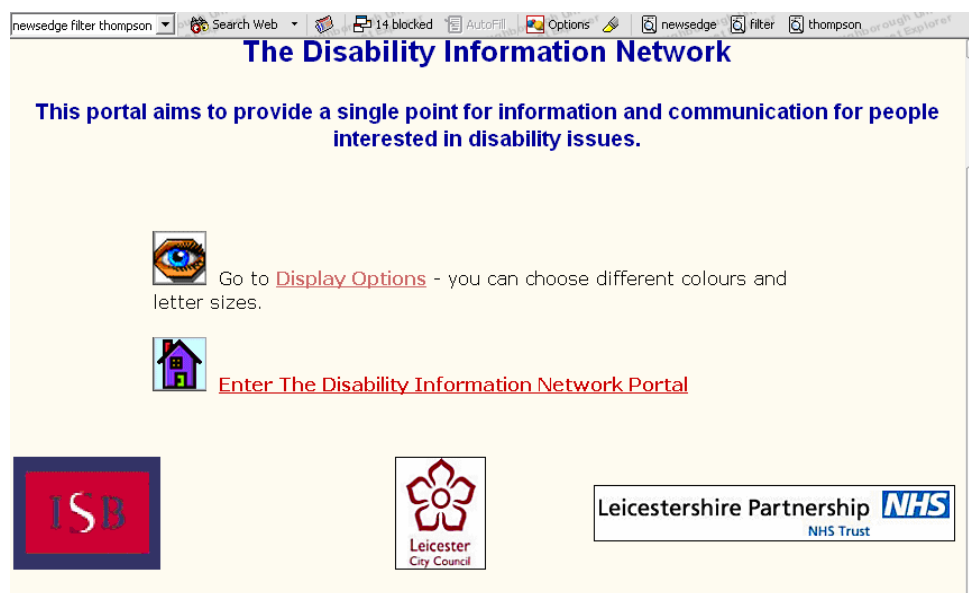 newsedge filter thompson Search Web 14 blocked AutoFill Options newsedge filter thompson
The Disability Information Network
This portal aims to provide a single point for information and communication for people
interested in disability issues.
Go to Display Options - you can choose different colours and
letter sizes.
Enter The Disability Information Network Portal
ISB
Leicester
City Council
Leicestershire Partnership NHS
NHS Trust